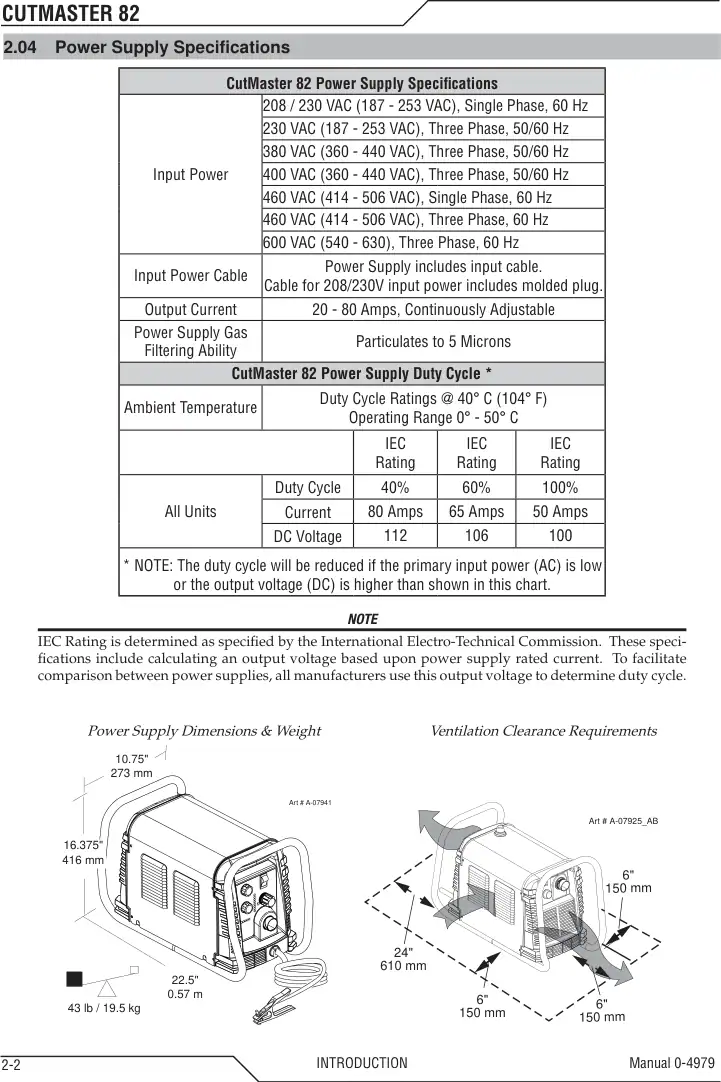 CUTMASTER 82
2.04 Power Supply Specifications
CutMaster 82 Power Supply Specifications
Input Power
208 / 230 VAC (187 - 253 VAC), Single Phase, 60 Hz
230 VAC (187 - 253 VAC), Three Phase, 50/60 Hz
380 VAC (360 - 440 VAC), Three Phase, 50/60 Hz
400 VAC (360 - 440 VAC), Three Phase, 50/60 Hz
460 VAC (414 - 506 VAC), Single Phase, 60 Hz
460 VAC (414 - 506 VAC), Three Phase, 60 Hz
600 VAC (540 - 630), Three Phase, 60 Hz
Input Power Cable
Power Supply includes input cable.
Cable for 208/230V input power includes molded plug.
Output Current 20 - 80 Amps, Continuously Adjustable
Power Supply Gas
Filtering Ability
Particulates to 5 Microns
CutMaster 82 Power Supply Duty Cycle *
Ambient Temperature
Duty Cycle Ratings @ 40° C (104° F)
Operating Range 0° - 50° C
IEC IEC IEC
Rating Rating Rating
All Units
Duty Cycle 40% 60% 100%
Current 80 Amps 65 Amps 50 Amps
DC Voltage 112 106 100
* NOTE: The duty cycle will be reduced if the primary input power (AC) is low
or the output voltage (DC) is higher than shown in this chart.
NOTE
IEC Rating is determined as specified by the International Electro-Technical Commission. These speci-
fications include calculating an output voltage based upon power supply rated current. To facilitate
comparison between power supplies, all manufacturers use this output voltage to determine duty cycle.
Power Supply Dimensions & Weight
10.75"
273 mm
Art # A-07941
16.375"
416 mm
22.5"
0.57 m
43 lb / 19.5 kg
Ventilation Clearance Requirements
Art # A-07925_AB
6"
150 mm
24"
610 mm
6"
150 mm
6"
150 mm
2-2 INTRODUCTION Manual 0-4979